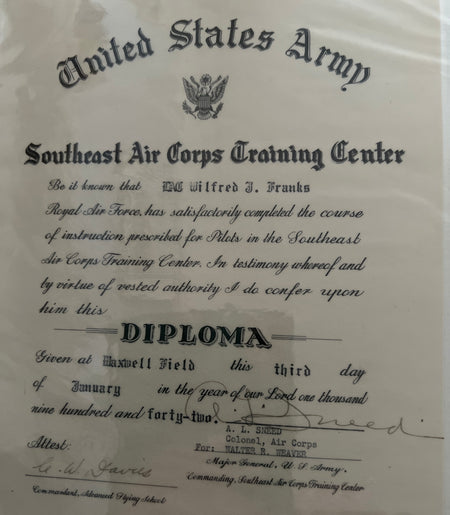 United States Army
Southeast Air Corps Training Center
Be it known that LAC Wilfred J. Franks
Royal Air Force, has satisfactorily completed the course
of instruction prescribed for Pilots in the Southeast
Air Corps Training Center. In testimony whereof and
by virtue of vested authority I do confer upon
him this
DIPLOMA
Given at Maxwell Field this third day
of January in the year of our Lord one thousand
nine hundred and forty-two.
A. L. Sneed
A. L. SNEED
Colonel, Air Corps
For: WALTER R. WEAVER
Major General, U. S. Army,
Commanding, Southeast Air Corps Training Center
Attest:
G. W. Davies
Commandant, Advanced Flying School